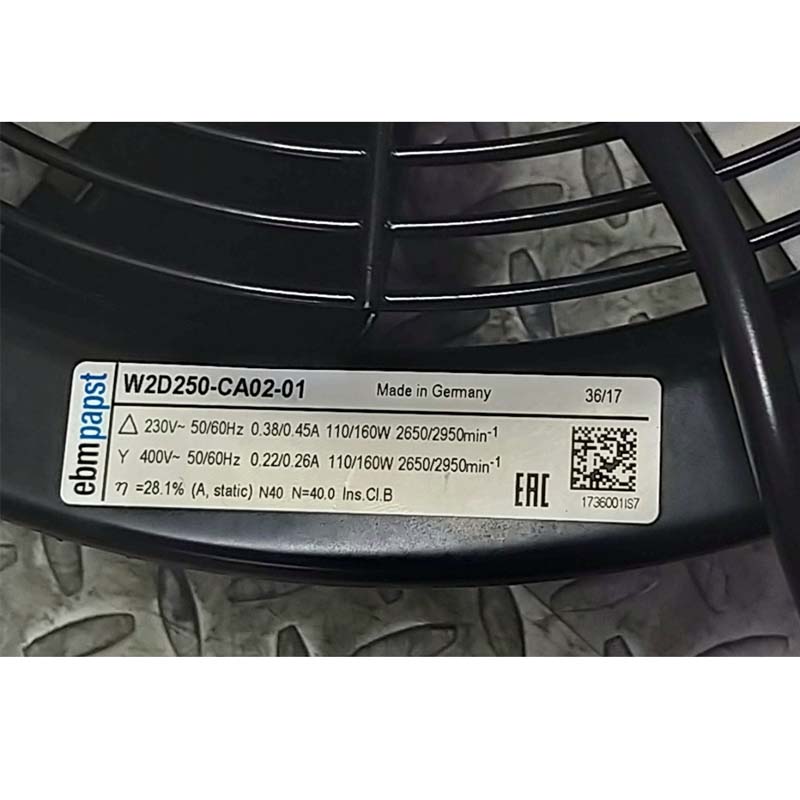 ebmpapst
W2D250-CA02-01 Made in Germany 36/17
△ 230V~ 50/60Hz 0.38/0.45A 110/160W 2650/2950min-1
Y 400V~ 50/60Hz 0.22/0.26A 110/160W 2650/2950min-1
η =28.1% (A, static) N40 N=40.0 Ins.Cl.B EAC
1736001IS7